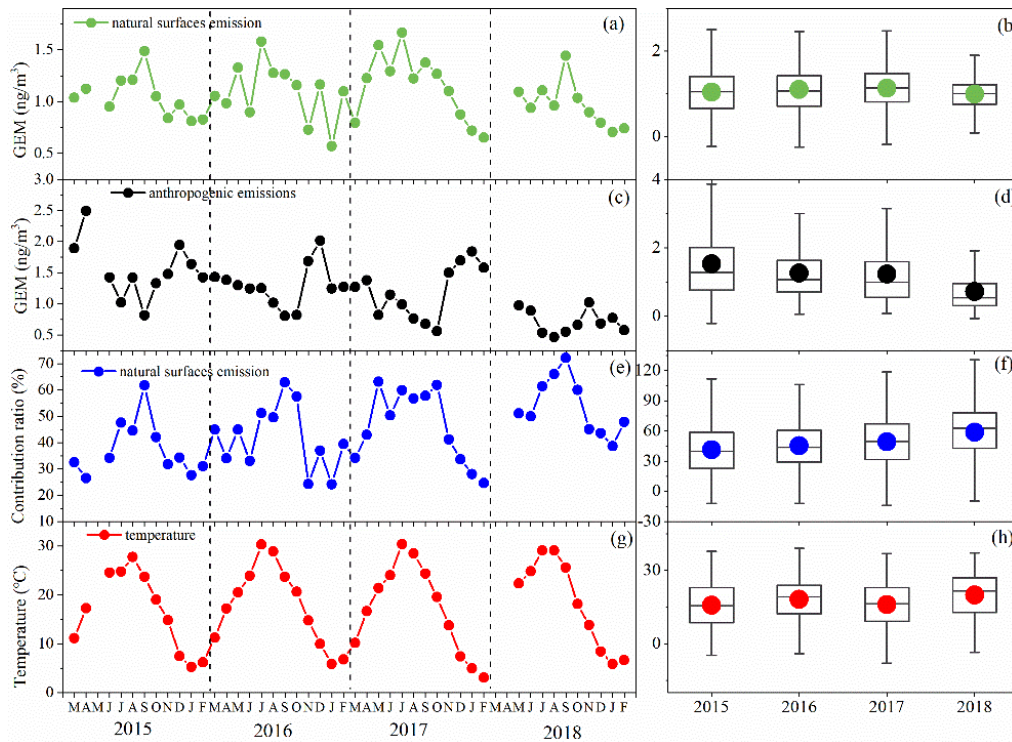 natural surfaces emission
(a)
GEM (ng/m³)
1.5
1.0
0.5
(b)
2
0
anthropogenic emissions
(c)
GEM (ng/m³)
3.0
2.5
2.0
1.5
1.0
0.5
(d)
4
2
0
natural surfaces emission
(e)
Contribution ratio (%)
70
60
50
40
30
20
10
(f)
120
90
60
30
0
-30
temperature
(g)
Temperature (°C)
30
20
10
0
M A M J J A S O N D J F M A M J J A S O N D J F M A M J J A S O N D J F M A M J J A S O N D J F
2015 2016 2017 2018
(h)
30
0
2015 2016 2017 2018